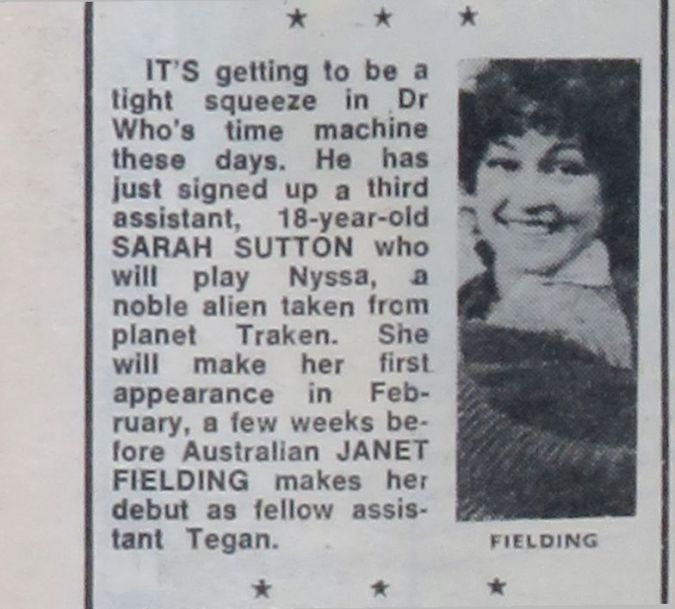 ★ ★ ★
IT'S getting to be a
tight squeeze in Dr
Who's time machine
these days. He has
just signed up a third
assistant, 18-year-old
SARAH SUTTON who
will play Nyssa, a
noble alien taken from
planet Traken. She
will make her first
appearance in Feb-
ruary, a few weeks be-
fore Australian JANET
FIELDING makes her
debut as fellow assis-
tant Tegan.
FIELDING
★ ★ ★